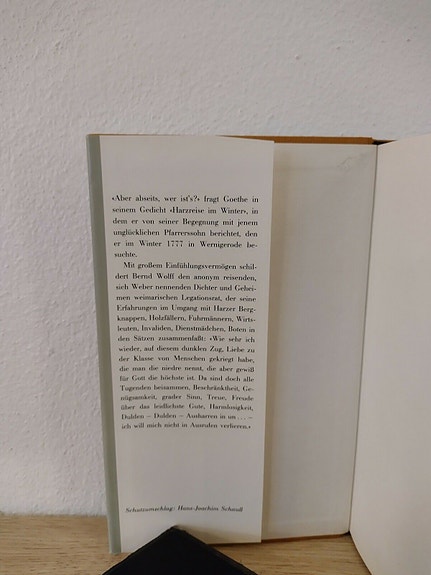 ‹Aber abseits, wer ist's?› fragt Goethe in
seinem Gedicht ‹Harzreise im Winter›, in
dem er von seiner Begegnung mit jenem
unglücklichen Pfarrerssohn berichtet, den
er im Winter 1777 in Wernigerode be-
suchte.
Mit großem Einfühlungsvermögen schil-
dert Bernd Wolff den anonym reisenden,
sich Weber nennenden Dichter und Gehei-
men weimarischen Legationsrat, der seine
Erfahrungen im Umgang mit Harzer Berg-
knappen, Holzfällern, Fuhrmännern, Wirts-
leuten, Invaliden, Dienstmädchen, Boten in
den Sätzen zusammenfaßt: ‹Wie sehr ich
wieder, auf diesem dunklen Zug, Liebe zu
der Klasse von Menschen gekriegt habe,
die man die niedre nennt, die aber gewiß
für Gott die höchste ist. Da sind doch alle
Tugenden beisammen, Beschränktheit, Ge-
nügsamkeit, grader Sinn, Treue, Freude
über das leidlichste Gute, Harmlosigkeit,
Dulden – Dulden – Ausharren in un . . . –
ich will mich nicht in Ausrufen verlieren.›
Schutzumschlag: Hans-Joachim Schauß